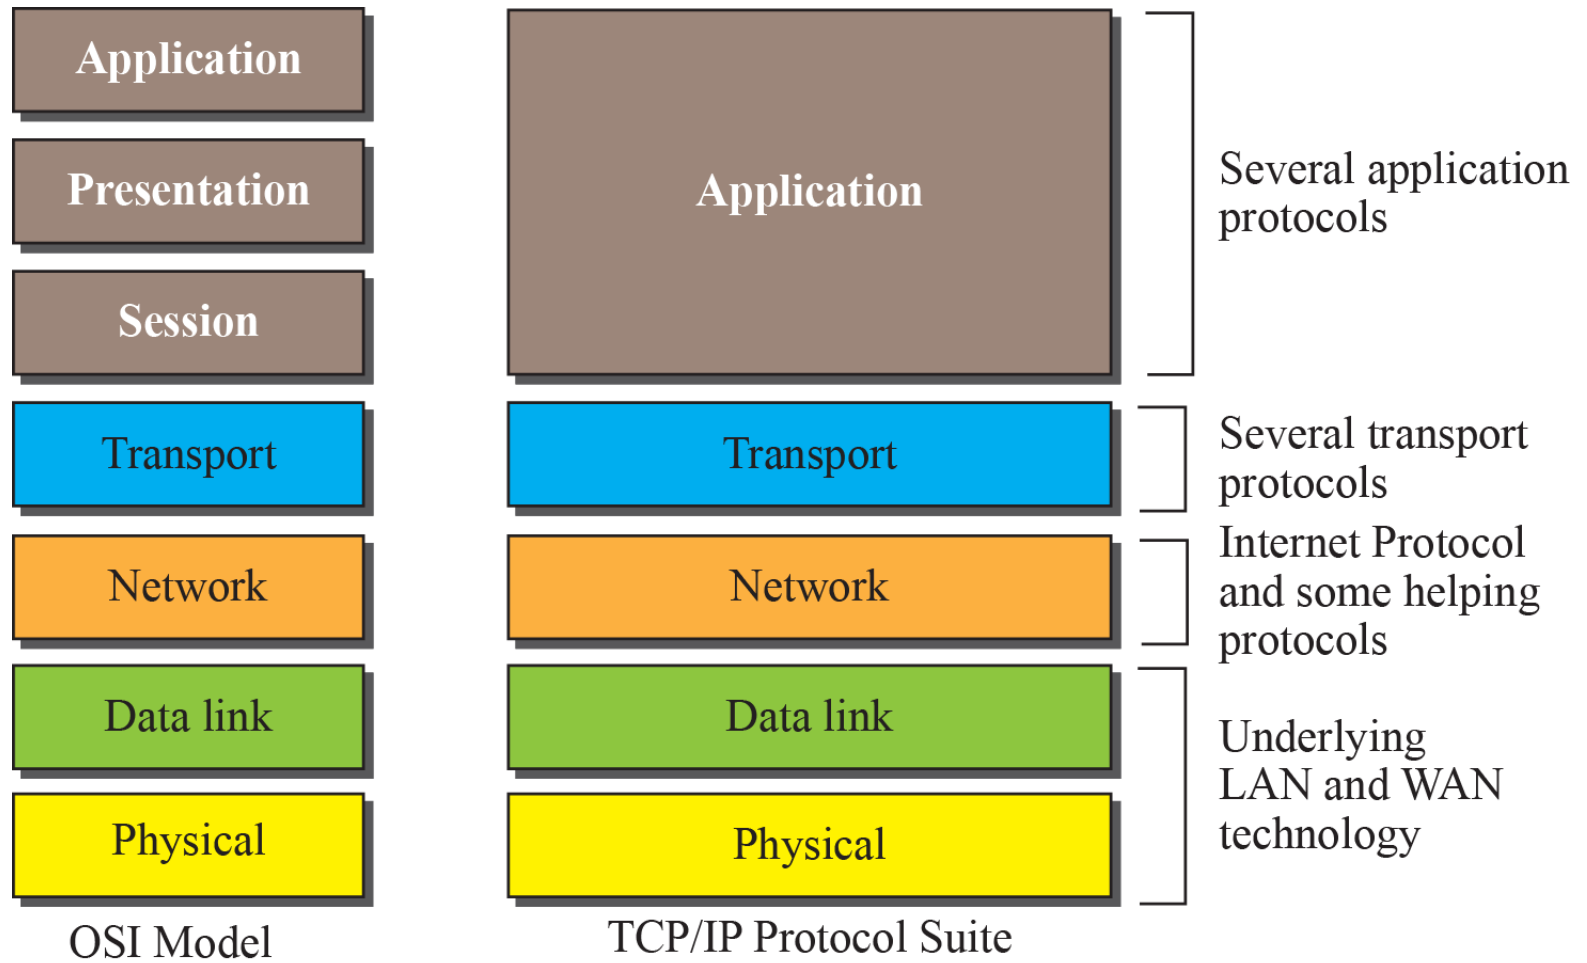 Application
Presentation
Session
Transport
Network
Data link
Physical
OSI Model
Application
Transport
Network
Data link
Physical
TCP/IP Protocol Suite
Several application
protocols
Several transport
protocols
Internet Protocol
and some helping
protocols
Underlying
LAN and WAN
technology